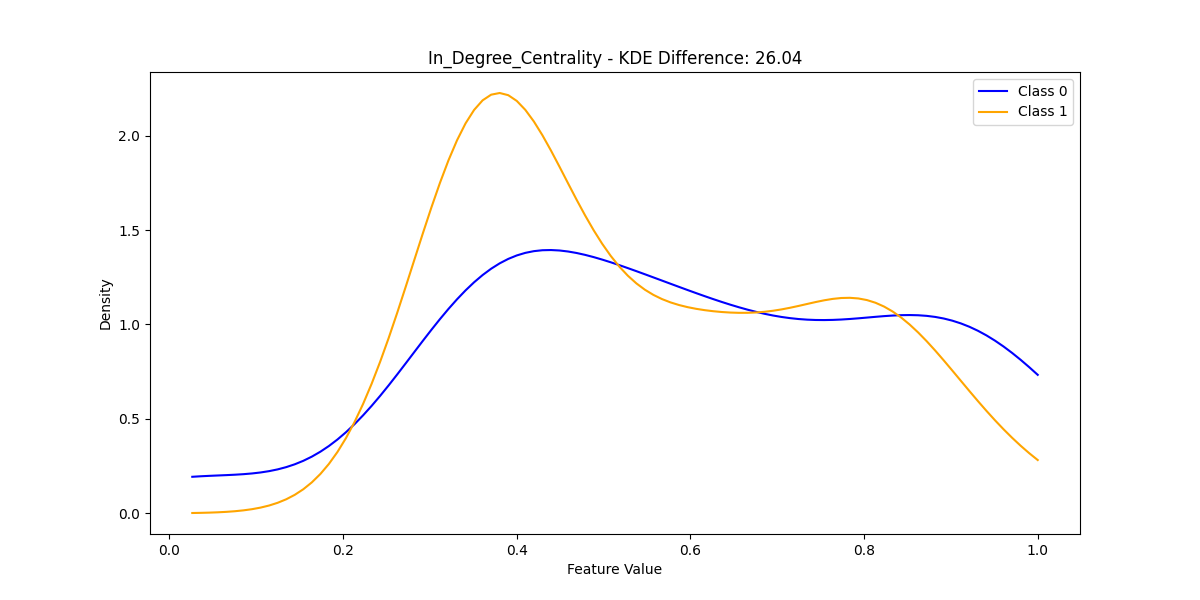 In_Degree_Centrality - KDE Difference: 26.04
Class 0
Class 1
Density
2.0
1.5
1.0
0.5
0.0
0.0 0.2 0.4 0.6 0.8 1.0
Feature Value